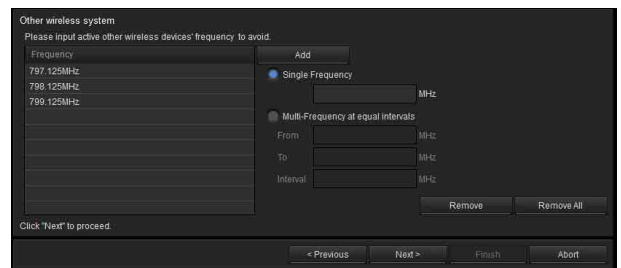 Other wireless system
Please input active other wireless devices' frequency to avoid.
Frequency
797.125MHz
798.125MHz
799.125MHz
Add
Single Frequency
MHz
Multi-Frequency at equal intervals
From MHz
To MHz
Interval MHz
Remove Remove All
Click "Next" to proceed.
< Previous Next > Finish Abort